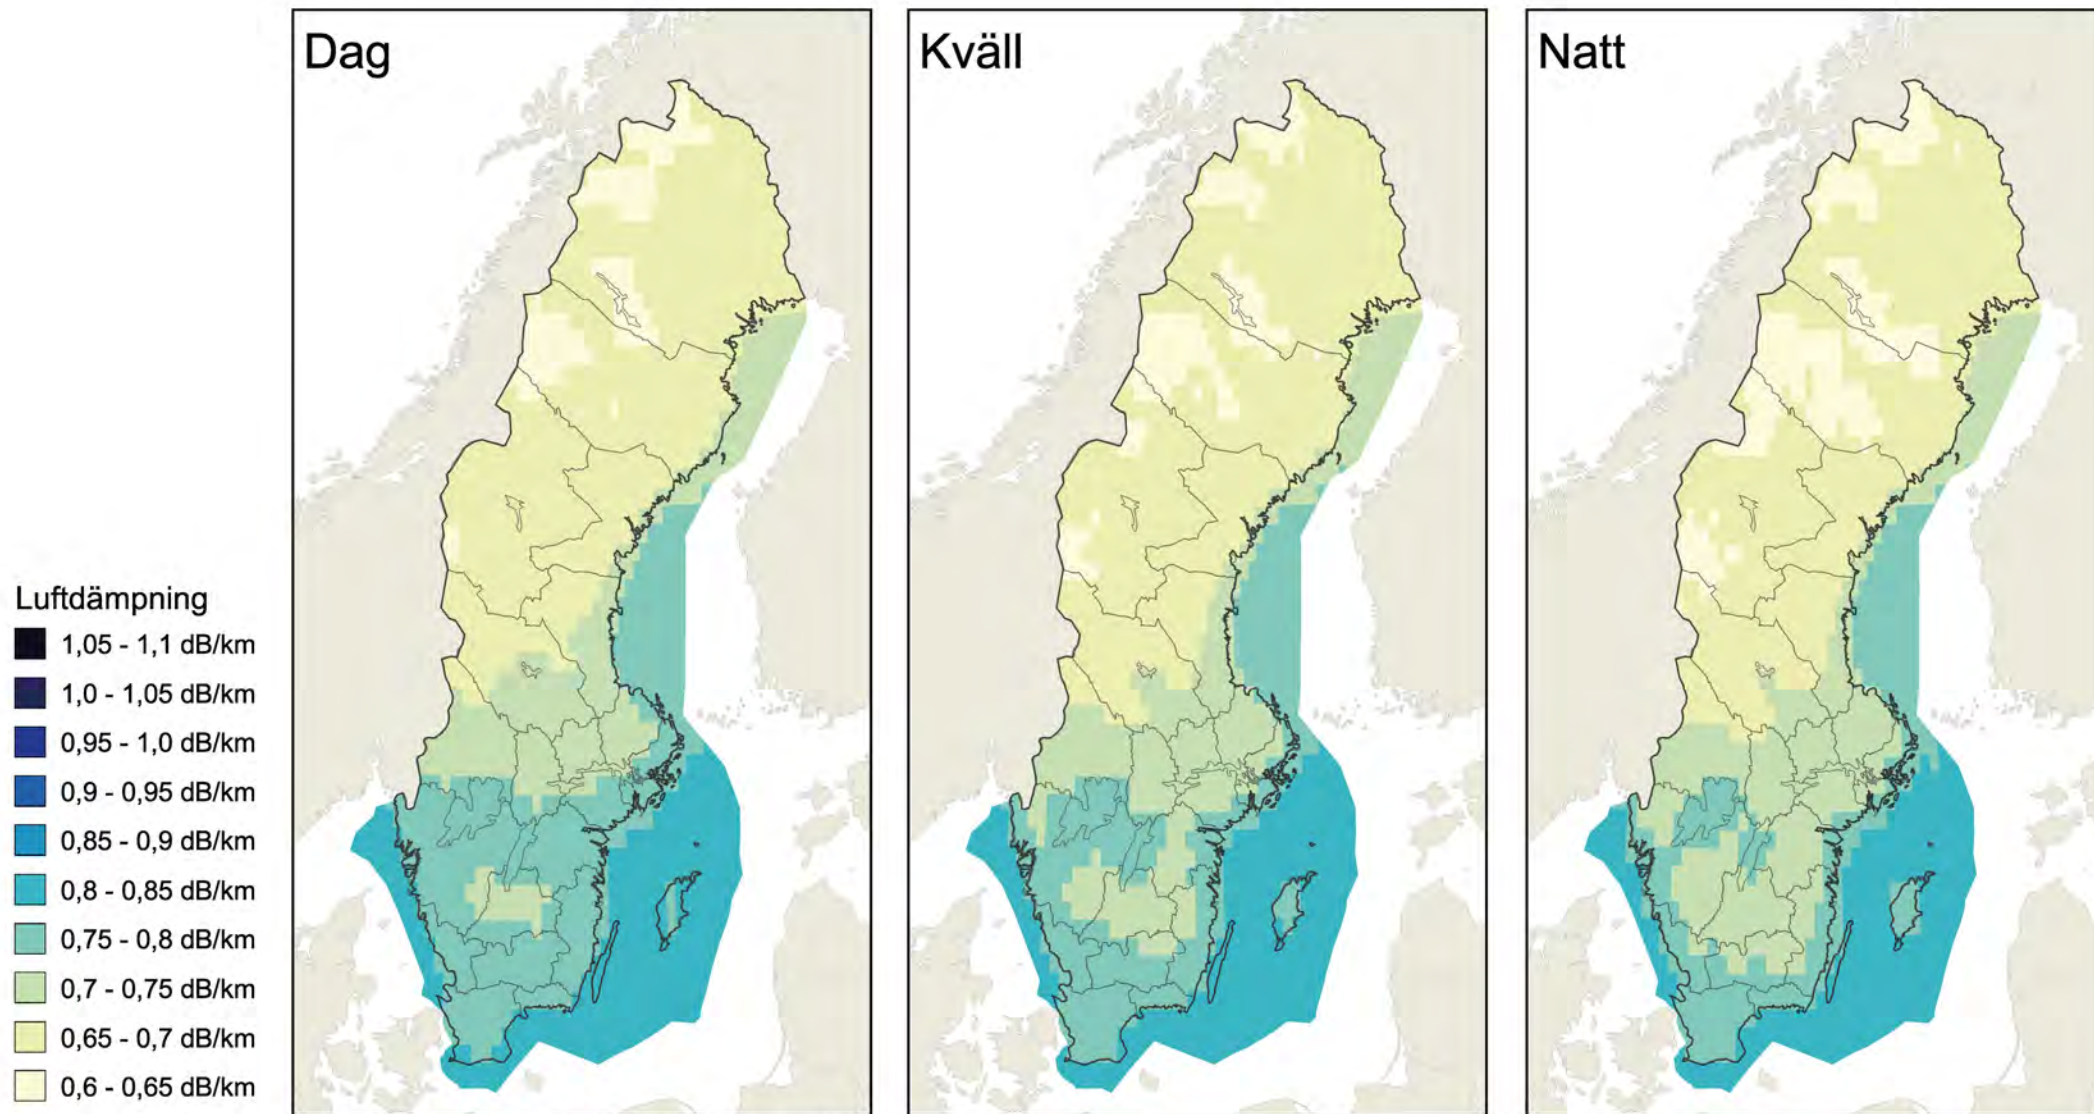 Dag
Kväll
Natt
Luftdämpning
1,05 - 1,1 dB/km
1,0 - 1,05 dB/km
0,95 - 1,0 dB/km
0,9 - 0,95 dB/km
0,85 - 0,9 dB/km
0,8 - 0,85 dB/km
0,75 - 0,8 dB/km
0,7 - 0,75 dB/km
0,65 - 0,7 dB/km
0,6 - 0,65 dB/km